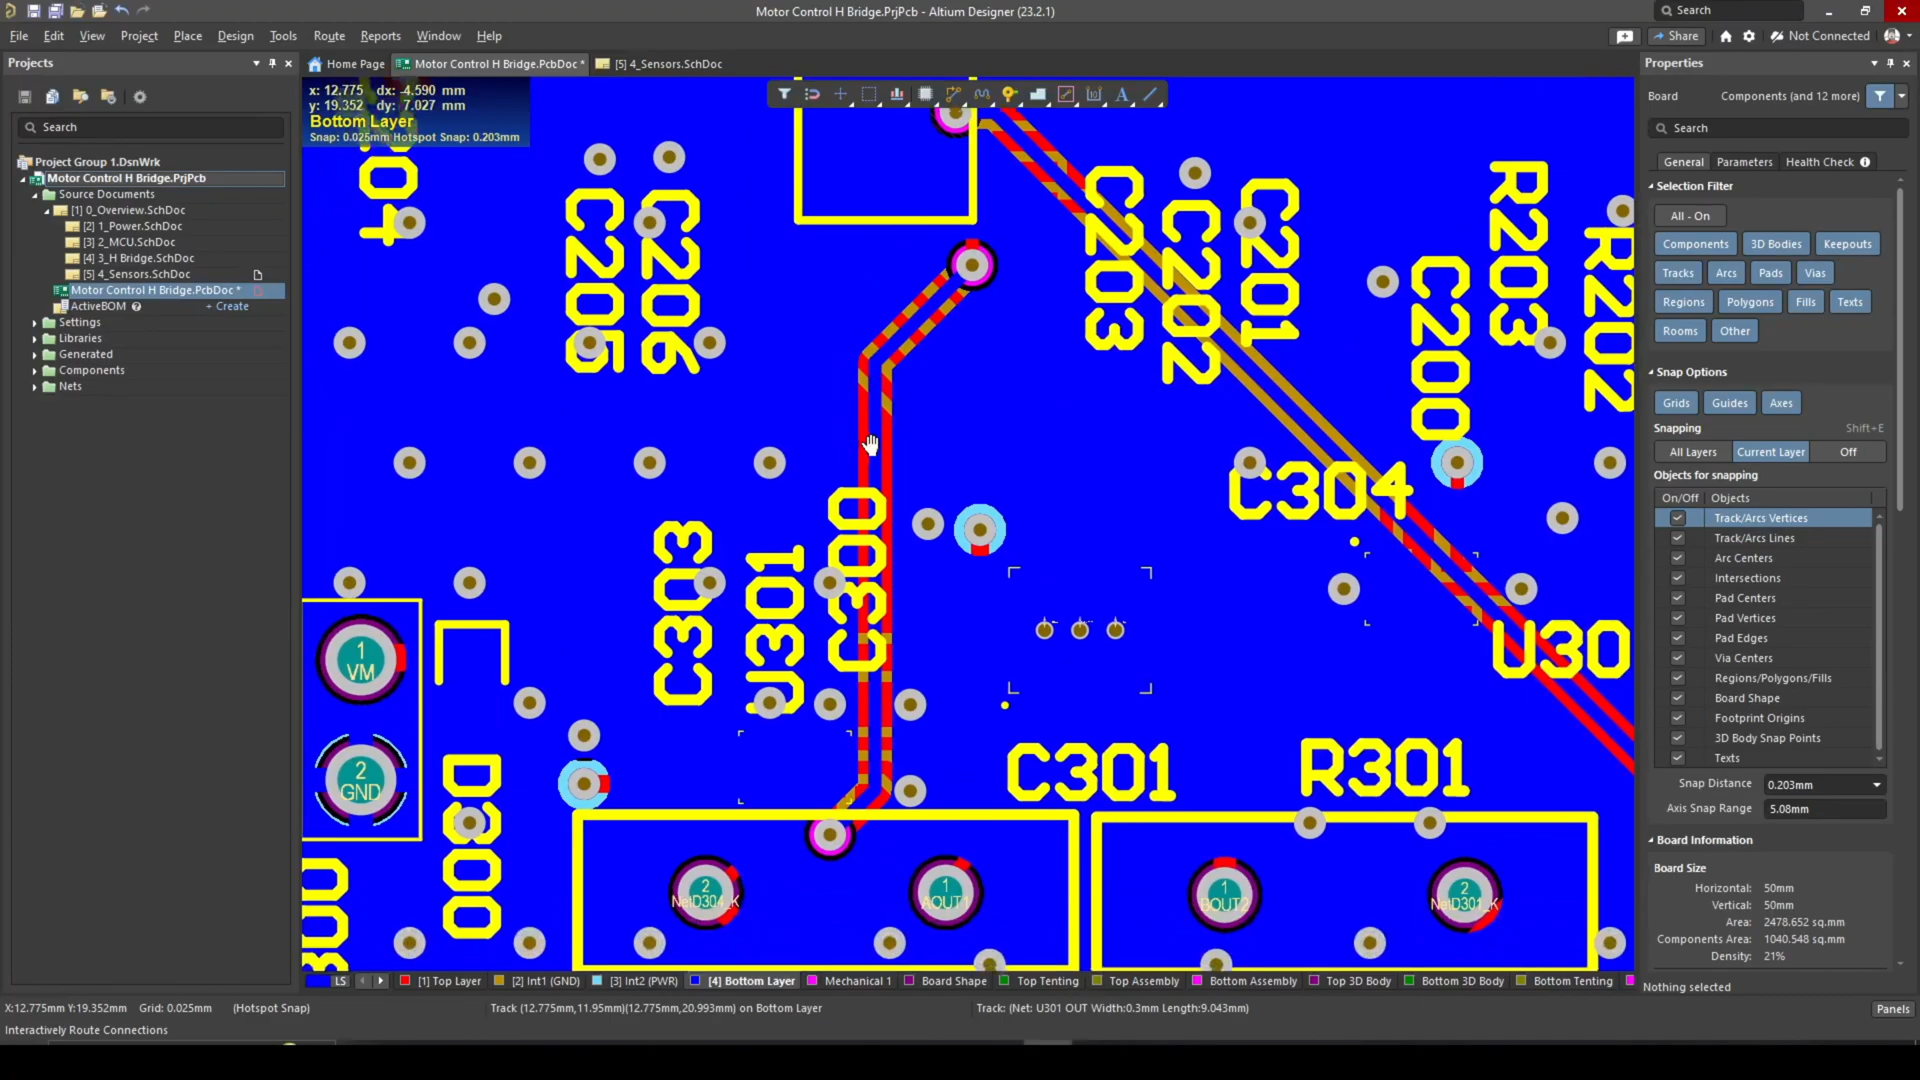 Motor Control H Bridge.PrjPcb - Altium Designer (23.2.1)
Search
File Edit View Project Place Design Tools Route Reports Window Help
Share
Not Connected
Projects
Home Page
Motor Control H Bridge.PcbDoc *
[5] 4_Sensors.SchDoc
Properties
x: 12.775 dx: -4.590 mm
y: 19.352 dy: 7.027 mm
Bottom Layer
Snap: 0.025mm Hotspot Snap: 0.203mm
Search
Project Group 1.DsnWrk
Motor Control H Bridge.PrjPcb
Source Documents
[1] 0_Overview.SchDoc
[2] 1_Power.SchDoc
[3] 2_MCU.SchDoc
[4] 3_H Bridge.SchDoc
[5] 4_Sensors.SchDoc
Motor Control H Bridge.PcbDoc *
ActiveBOM
+ Create
Settings
Libraries
Generated
Components
Nets
C205
C206
C203
C202
C201
C200
R203
R202
C304
C303
U301
C300
U30
C301
R301
D300
1
VM
2
GND
2
NetD304_K
1
AOUT1
1
BOUT2
2
NetD301_K
Board
Components (and 12 more)
Search
General Parameters Health Check
Selection Filter
All - On
Components 3D Bodies Keepouts
Tracks Arcs Pads Vias
Regions Polygons Fills Texts
Rooms Other
Snap Options
Grids Guides Axes
Snapping Shift+E
All Layers Current Layer Off
Objects for snapping
On/Off Objects
Track/Arcs Vertices
Track/Arcs Lines
Arc Centers
Intersections
Pad Centers
Pad Vertices
Pad Edges
Via Centers
Regions/Polygons/Fills
Board Shape
Footprint Origins
3D Body Snap Points
Texts
Snap Distance 0.203mm
Axis Snap Range 5.08mm
Board Information
Board Size
Horizontal: 50mm
Vertical: 50mm
Area: 2478.652 sq.mm
Components Area: 1040.548 sq.mm
Density: 21%
Nothing selected
LS [1] Top Layer [2] Int1 (GND) [3] Int2 (PWR) [4] Bottom Layer Mechanical 1 Board Shape Top Tenting Top Assembly Bottom Assembly Top 3D Body Bottom 3D Body Bottom Tenting
X:12.775mm Y:19.352mm Grid: 0.025mm (Hotspot Snap) Track (12.775mm,11.95mm)(12.775mm,20.993mm) on Bottom Layer Track: (Net: U301 OUT Width:0.3mm Length:9.043mm)
Panels
Interactively Route Connections